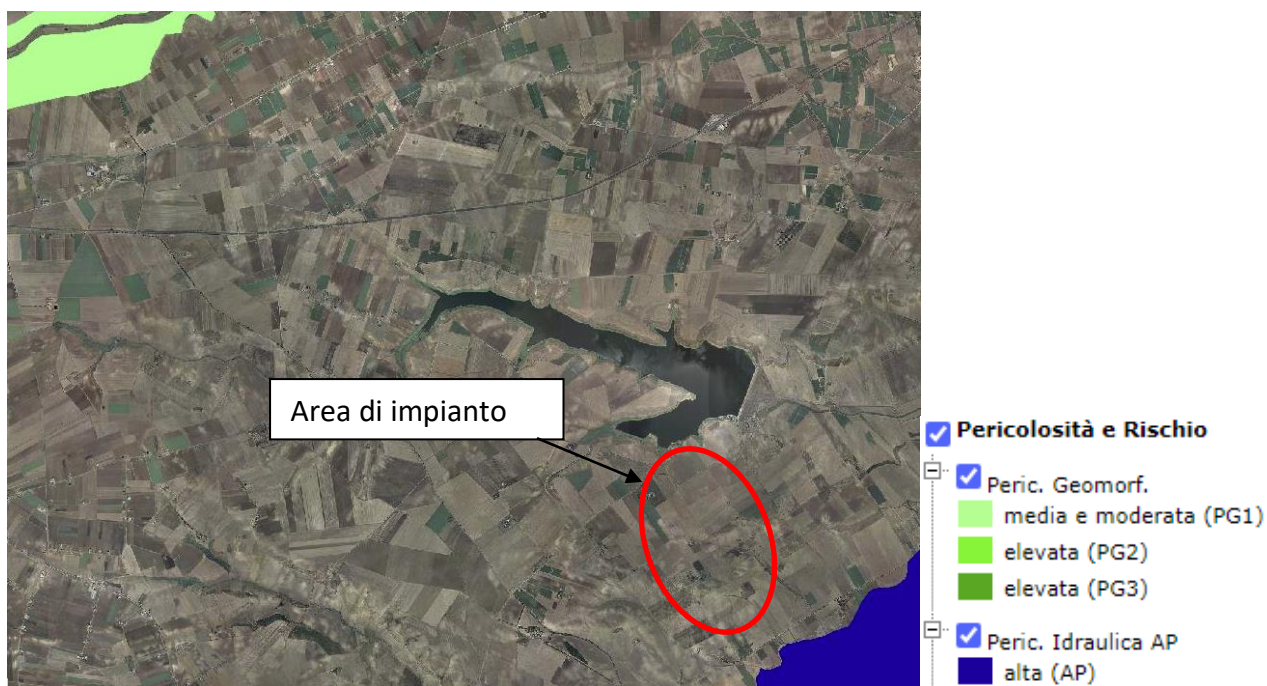 Area di impianto
Pericolosità e Rischio
Peric. Geomorf.
media e moderata (PG1)
elevata (PG2)
elevata (PG3)
Peric. Idraulica AP
alta (AP)